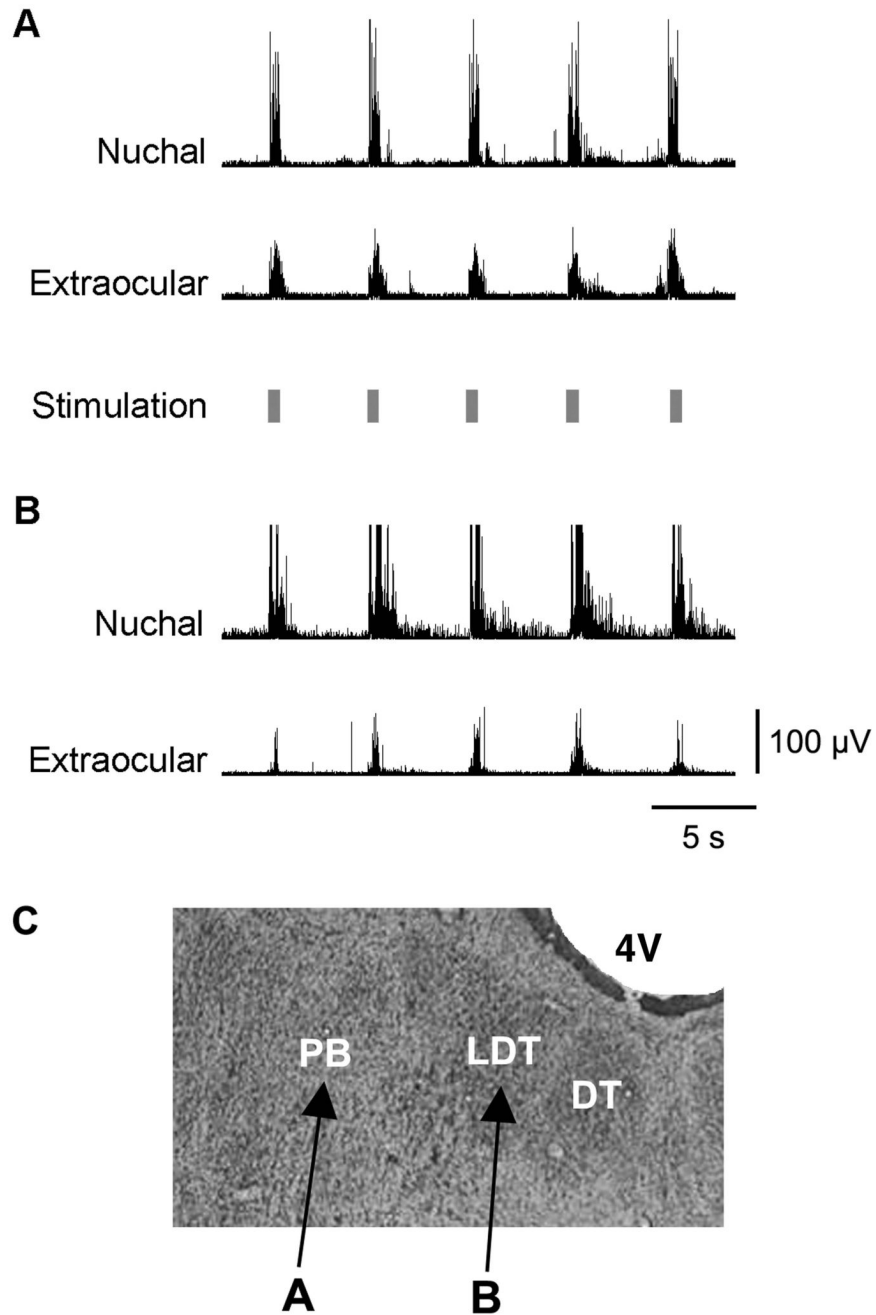 A
Nuchal
Extraocular
Stimulation
B
Nuchal
Extraocular
100 µV
5 s
C
4V
PB
LDT
DT
A
B